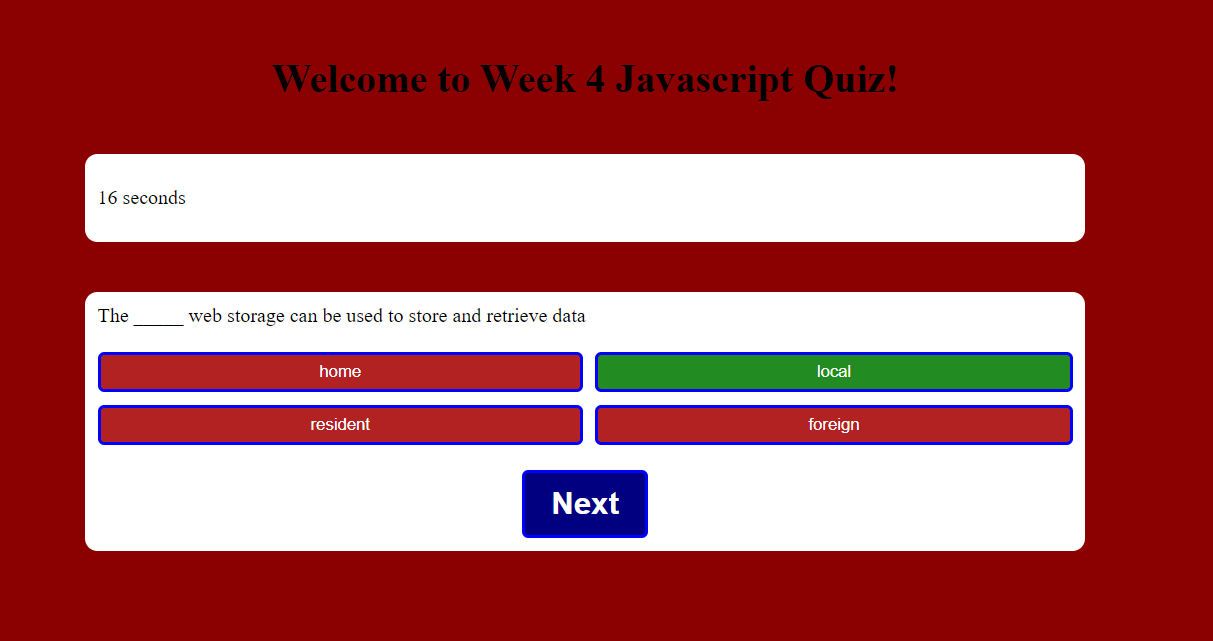 Welcome to Week 4 Javascript Quiz!
16 seconds
The _____ web storage can be used to store and retrieve data
home
local
resident
foreign
Next